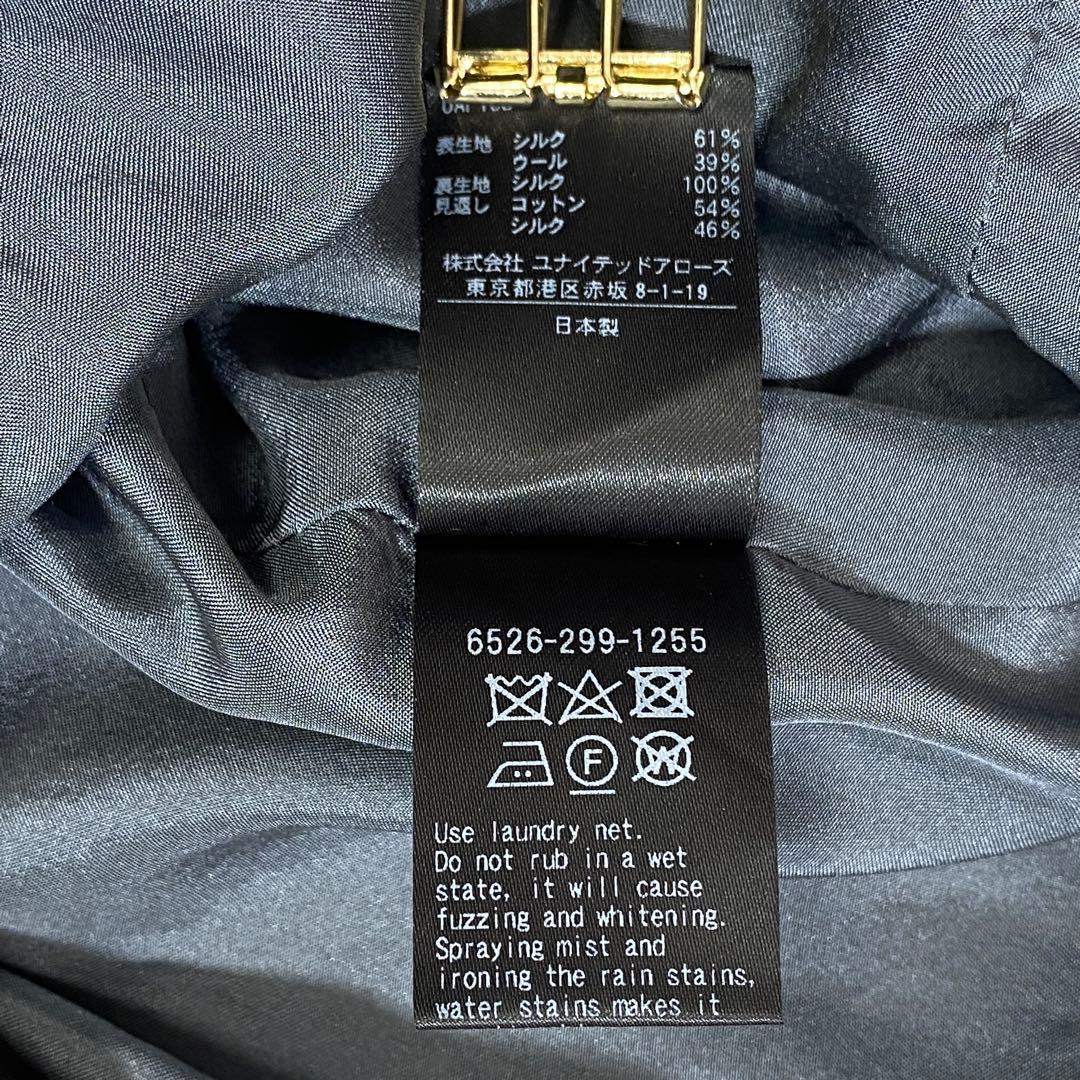 表生地 シルク 61%
ウール 39%
裏生地 シルク 100%
見返し コットン 54%
シルク 46%
株式会社 ユナイテッドアローズ
東京都港区赤坂 8-1-19
日本製
6526-299-1255
F
W
Use laundry net.
Do not rub in a wet
state, it will cause
fuzzing and whitening.
Spraying mist and
ironing the rain stains,
water stains makes it